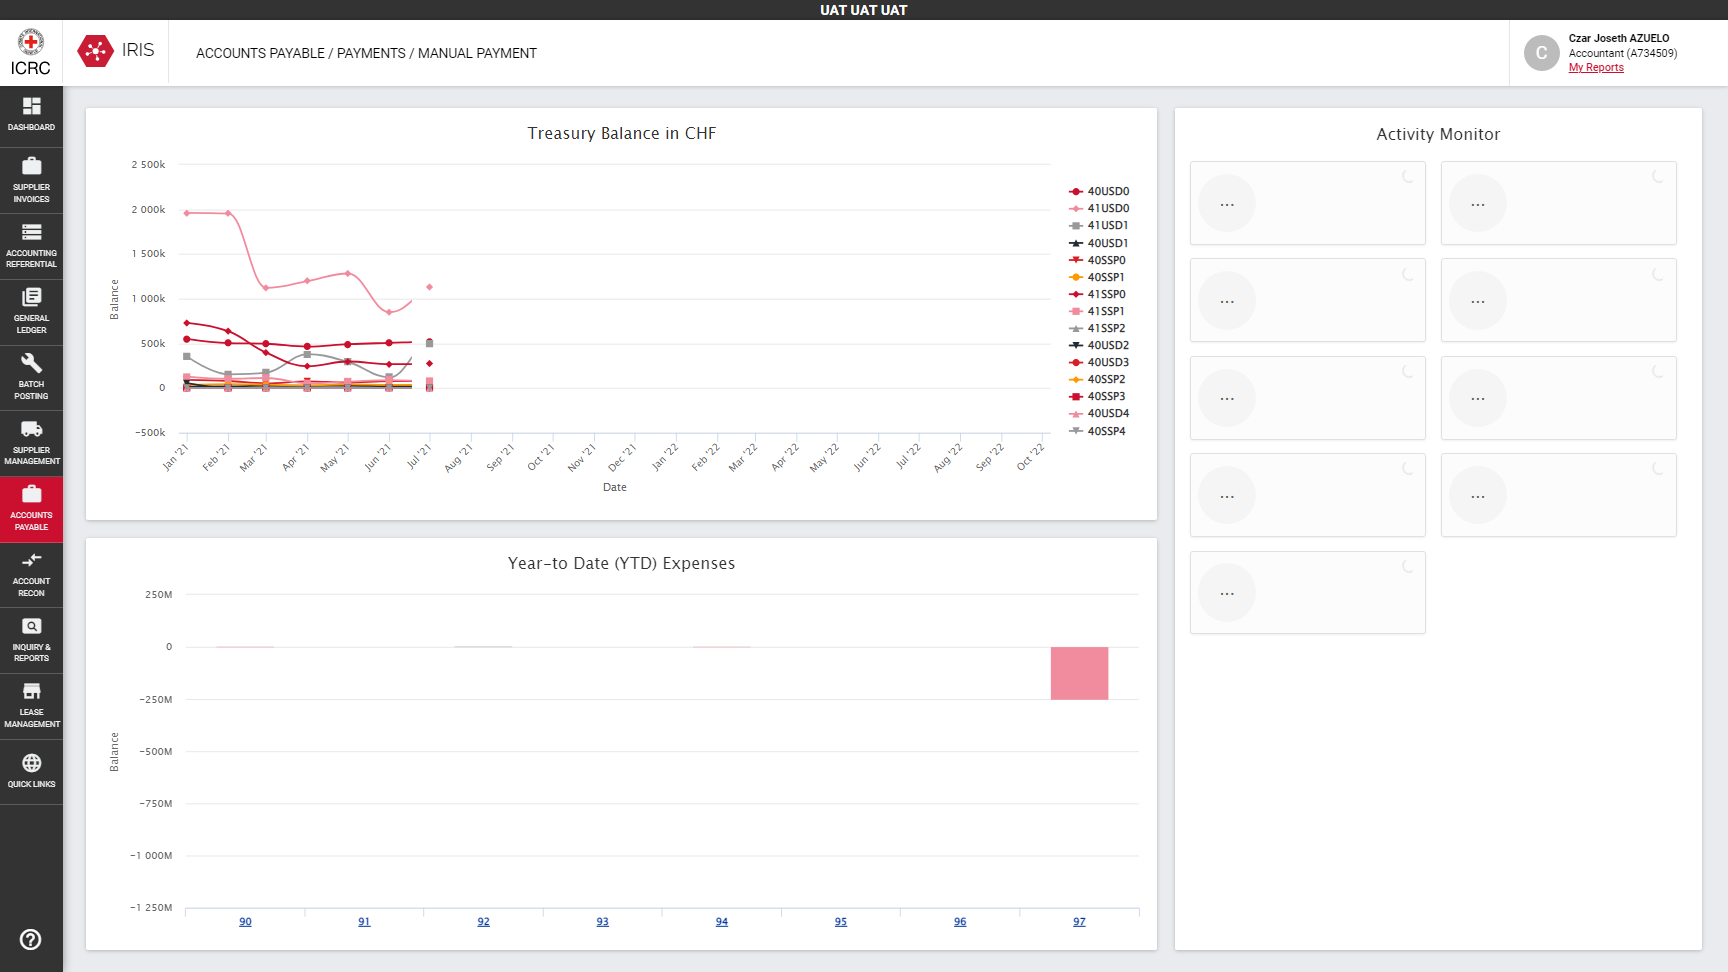 UAT UAT UAT
ICRC
IRIS
ACCOUNTS PAYABLE / PAYMENTS / MANUAL PAYMENT
C
Czar Joseth AZUELO
Accountant (A734509)
My Reports
DASHBOARD
SUPPLIER
INVOICES
ACCOUNTING
REFERENTIAL
GENERAL
LEDGER
BATCH
POSTING
SUPPLIER
MANAGEMENT
ACCOUNTS
PAYABLE
ACCOUNT
RECON
INQUIRY &
REPORTS
LEASE
MANAGEMENT
QUICK LINKS
Treasury Balance in CHF
2 500k
2 000k
1 500k
1 000k
500k
0
-500k
Balance
Jan '21
Feb '21
Mar '21
Apr '21
May '21
Jun '21
Jul '21
Aug '21
Sep '21
Oct '21
Nov '21
Dec '21
Jan '22
Feb '22
Mar '22
Apr '22
May '22
Jun '22
Jul '22
Aug '22
Sep '22
Oct '22
Date
40USD0
41USD0
41USD1
40USD1
40SSP0
40SSP1
41SSP0
41SSP1
41SSP2
40USD2
40USD3
40SSP2
40SSP3
40USD4
40SSP4
Year-to Date (YTD) Expenses
250M
0
-250M
-500M
-750M
-1 000M
-1 250M
Balance
90
91
92
93
94
95
96
97
Activity Monitor
... ...
... ...
... ...
... ...
...